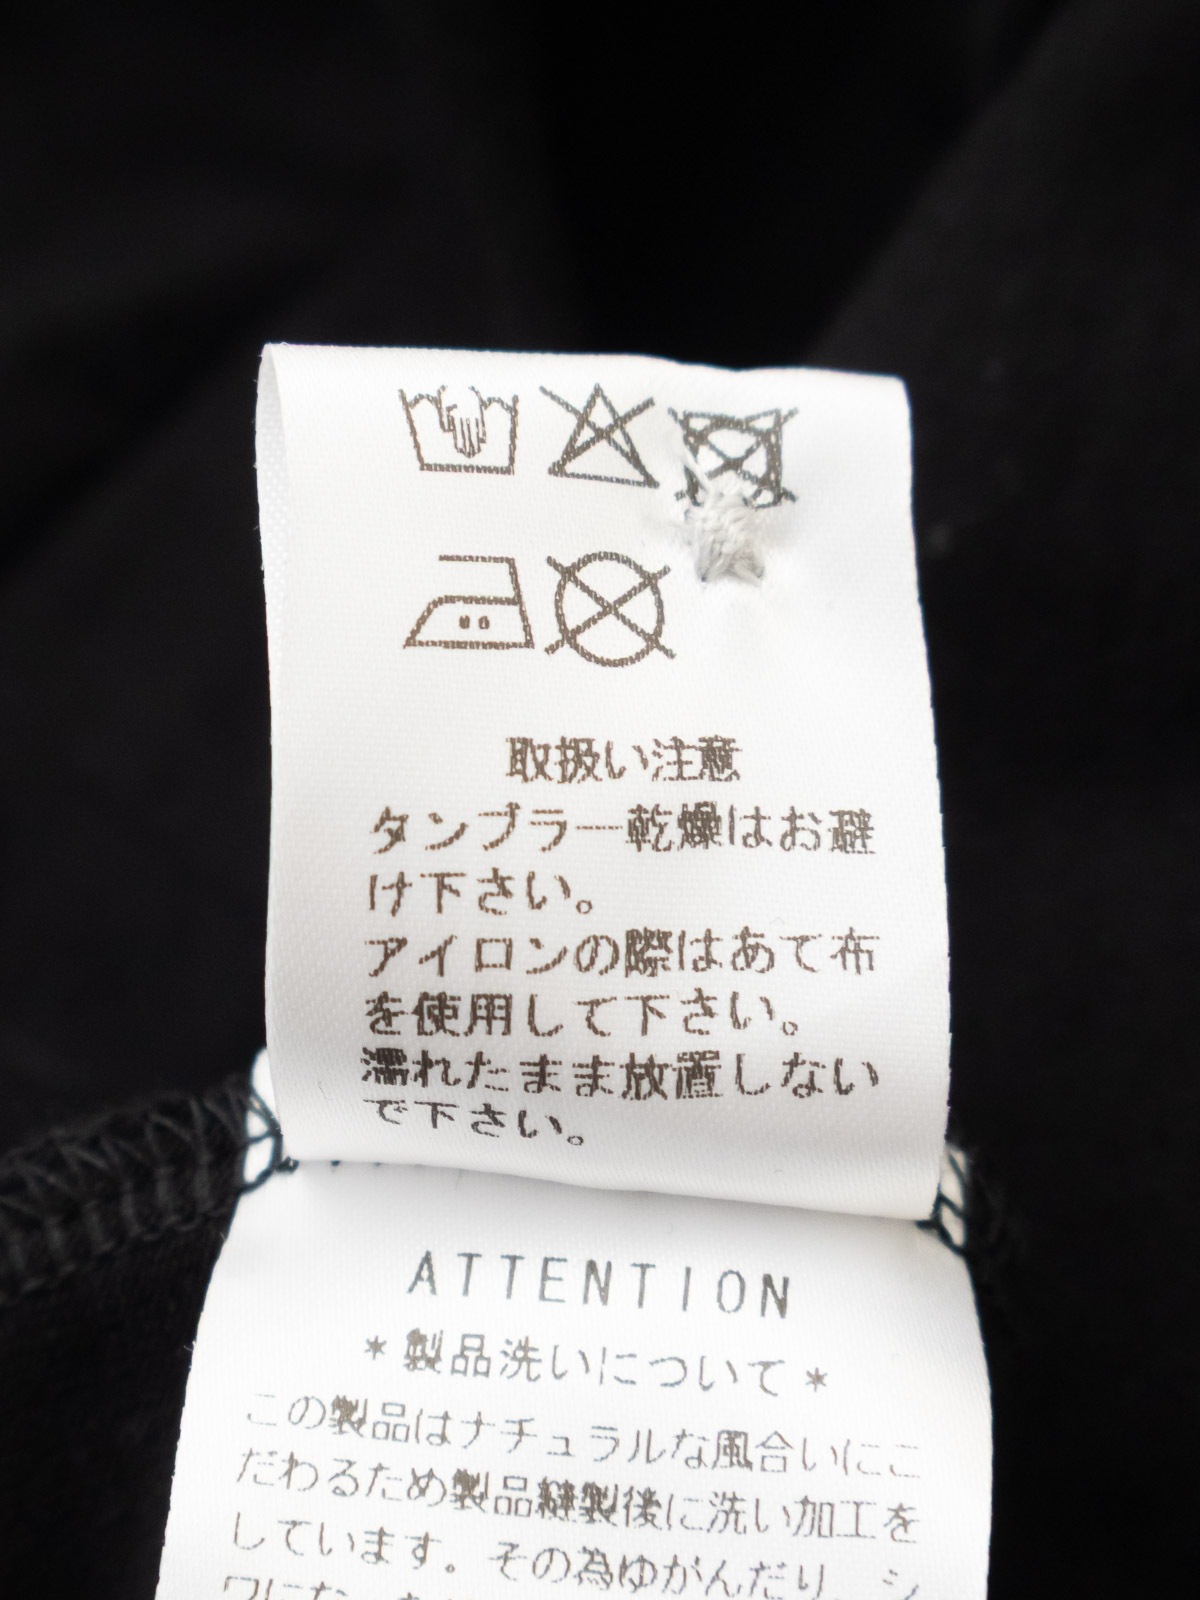 取扱い注意
タンブラー乾燥はお避
け下さい。
アイロンの際はあて布
を使用して下さい。
濡れたまま放置しない
で下さい。
ATTENTION
*製品洗いについて*
この製品はナチュラルな風合いにこ
だわるため製品縫製後に洗い加工を
しています。その為ゆがんだり、シ
ワにな